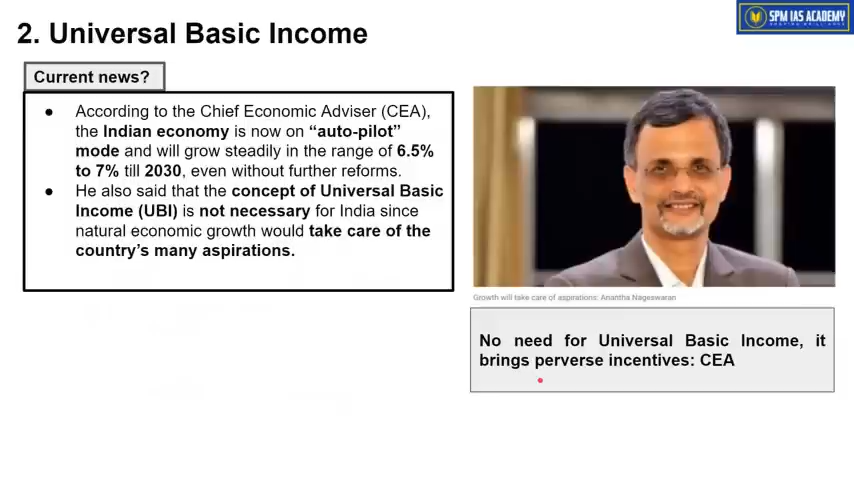 2. Universal Basic Income
SPM IAS ACADEMY
Current news?
● According to the Chief Economic Adviser (CEA),
the Indian economy is now on “auto-pilot”
mode and will grow steadily in the range of 6.5%
to 7% till 2030, even without further reforms.
● He also said that the concept of Universal Basic
Income (UBI) is not necessary for India since
natural economic growth would take care of the
country’s many aspirations.
Growth will take care of aspirations: Anantha Nageswaran
No need for Universal Basic Income, it
brings perverse incentives: CEA